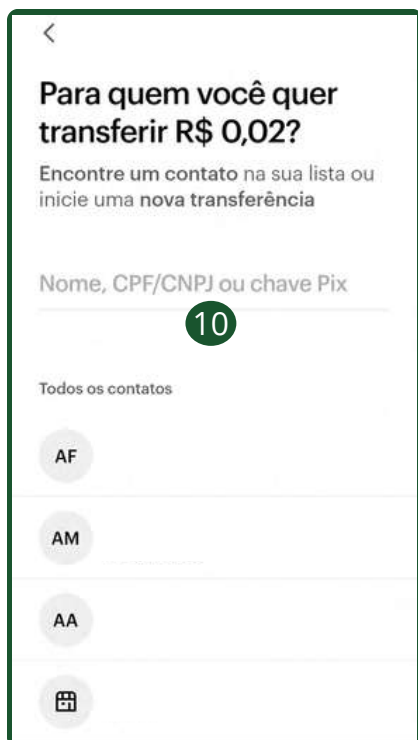 Para quem você quer
transferir R$ 0,02?
Encontre um contato na sua lista ou
inicie uma nova transferência
Nome, CPF/CNPJ ou chave Pix
10
Todos os contatos
AF
AM
AA